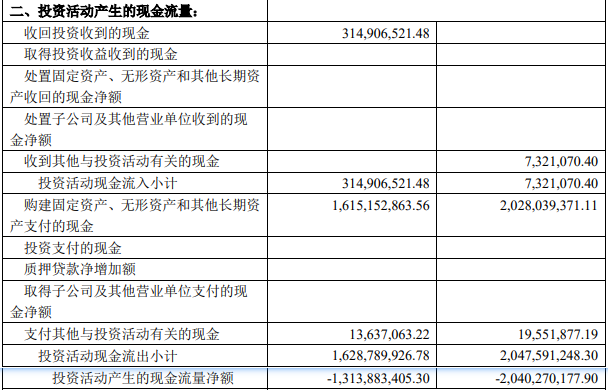 二、投资活动产生的现金流量：
收回投资收到的现金 314,906,521.48
取得投资收益收到的现金
处置固定资产、无形资产和其他长期资
产收回的现金净额
处置子公司及其他营业单位收到的现
金净额
收到其他与投资活动有关的现金 7,321,070.40
投资活动现金流入小计 314,906,521.48 7,321,070.40
购建固定资产、无形资产和其他长期资 1,615,152,863.56 2,028,039,371.11
产支付的现金
投资支付的现金
质押贷款净增加额
取得子公司及其他营业单位支付的现
金净额
支付其他与投资活动有关的现金 13,637,063.22 19,551,877.19
投资活动现金流出小计 1,628,789,926.78 2,047,591,248.30
投资活动产生的现金流量净额 -1,313,883,405.30 -2,040,270,177.90